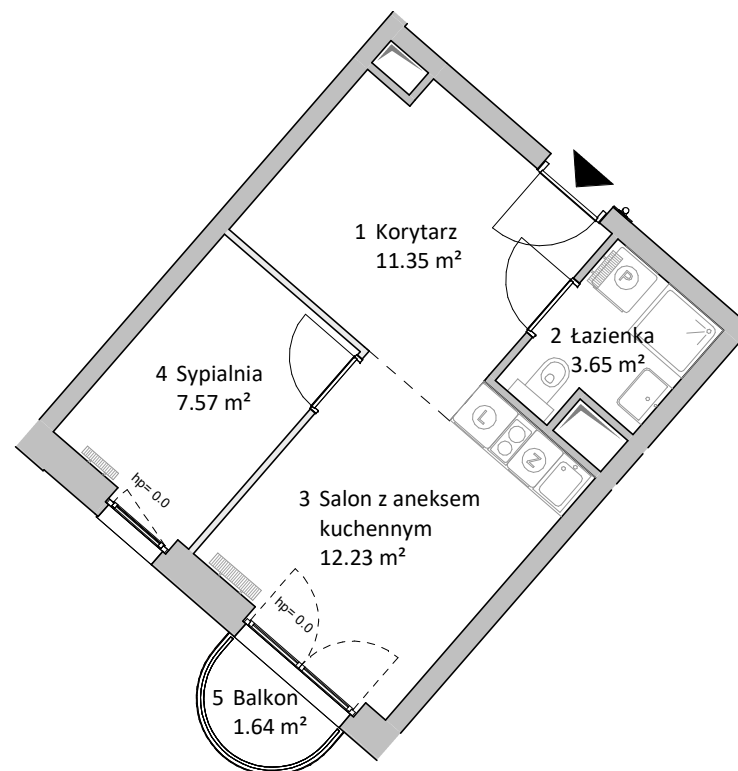 1 Korytarz
11.35 m²
P
2 Łazienka
3.65 m²
4 Sypialnia
7.57 m²
L
Z
hp= 0.0
3 Salon z aneksem
kuchennym
12.23 m²
hp= 0.0
5 Balkon
1.64 m²